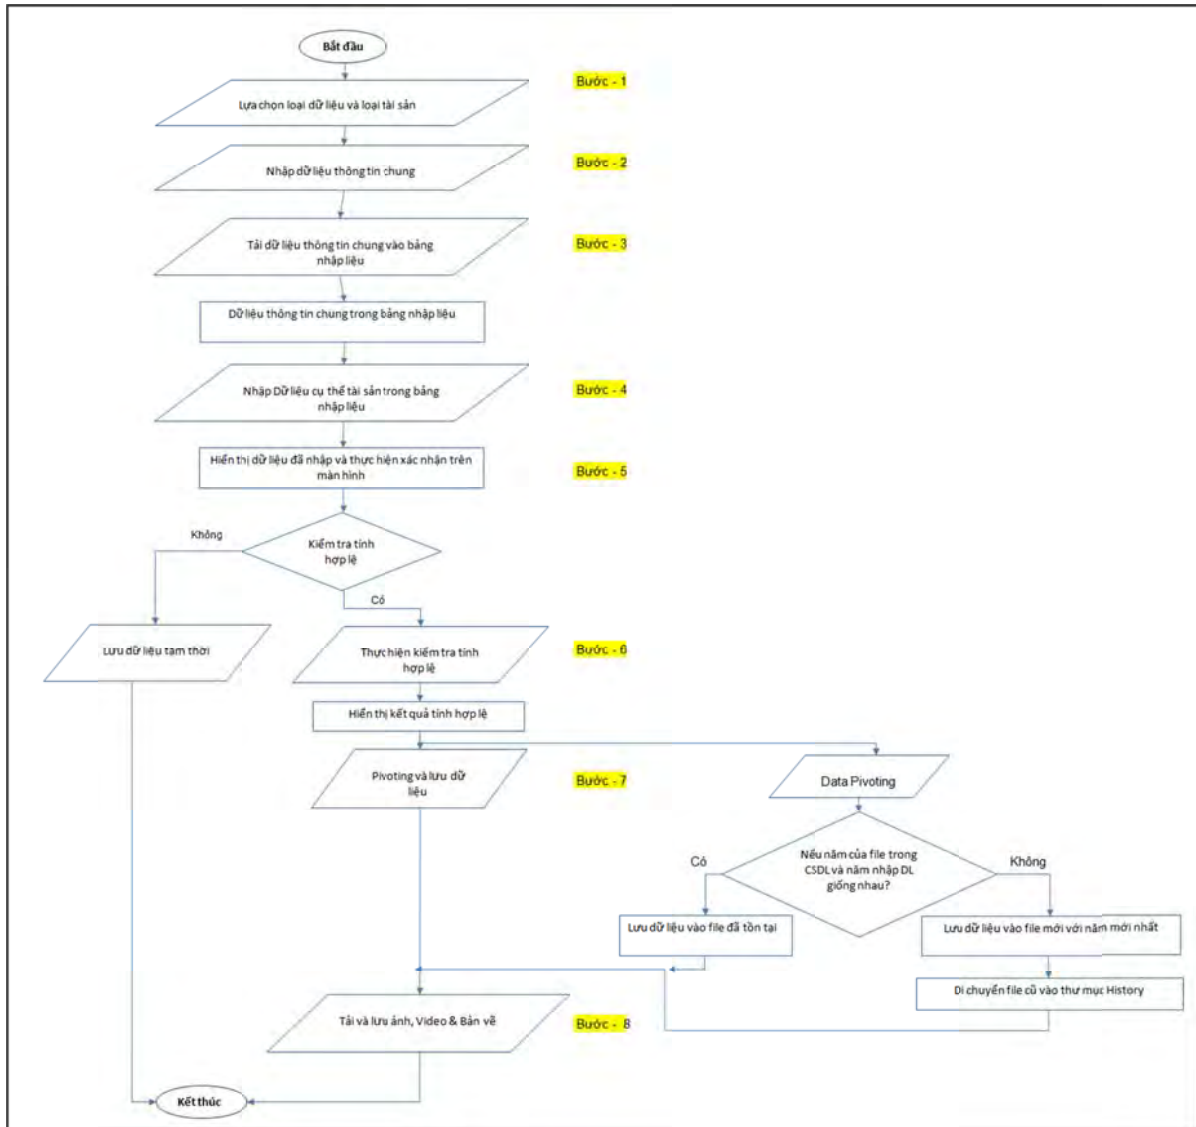 Bắt đầu
Bước - 1
Lựa chọn loại dữ liệu và loại tài sản
Bước - 2
Nhập dữ liệu thông tin chung
Bước - 3
Tải dữ liệu thông tin chung vào bảng
nhập liệu
Dữ liệu thông tin chung trong bảng nhập liệu
Bước - 4
Nhập Dữ liệu cụ thể tài sản trong bảng
nhập liệu
Bước - 5
Hiển thị dữ liệu đã nhập và thực hiện xác nhận trên
màn hình
Không
Kiểm tra tính
hợp lệ
Có
Lưu dữ liệu tạm thời
Thực hiện kiểm tra tính
hợp lệ
Bước - 6
Hiển thị kết quả tính hợp lệ
Pivoting và lưu dữ
liệu
Bước - 7
Data Pivoting
Nếu năm của file trong
CSDL và năm nhập DL
giống nhau?
Có
Không
Lưu dữ liệu vào file đã tồn tại
Lưu dữ liệu vào file mới với năm mới nhất
Di chuyển file cũ vào thư mục History
Tải và lưu ảnh, Video & Bản vẽ
Bước - 8
Kết thúc